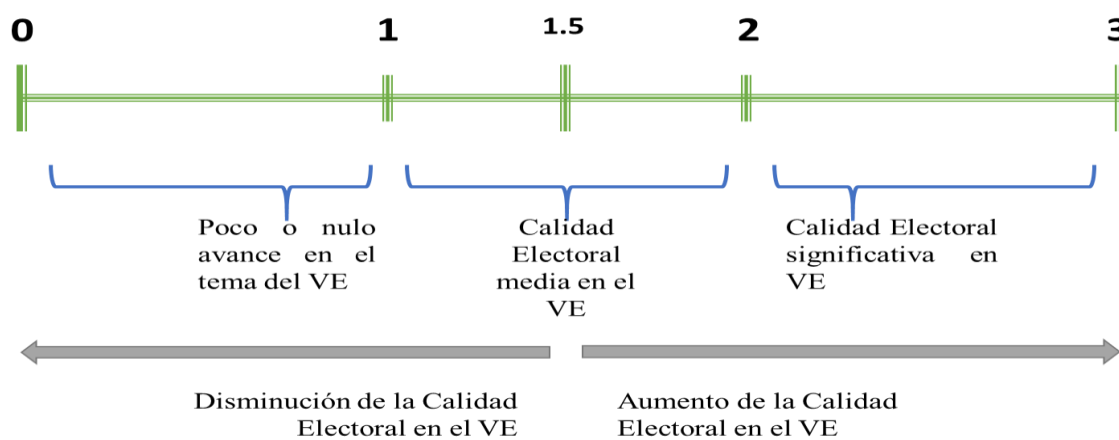 0 1 1.5 2 3
Poco o nulo
avance en el
tema del VE
Calidad
Electoral
media en el
VE
Calidad Electoral
significativa en
VE
Disminución de la Calidad
Electoral en el VE
Aumento de la Calidad
Electoral en el VE